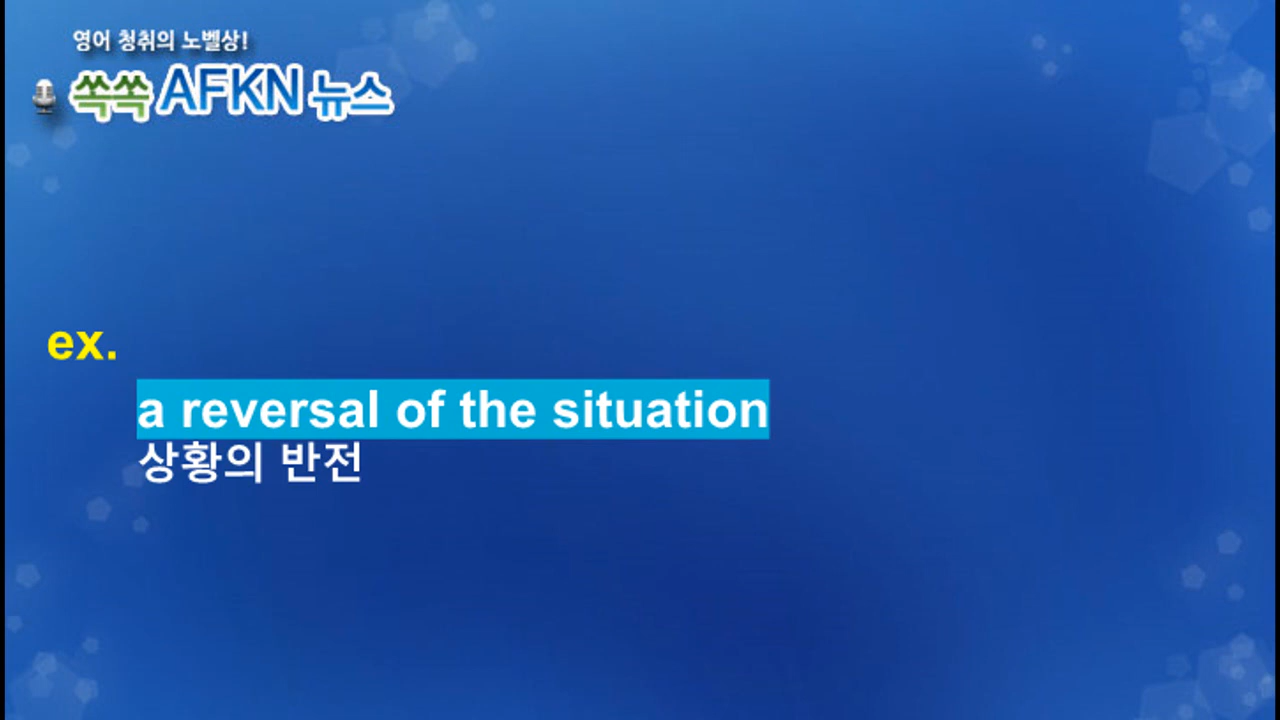 영어 청취의 노벨상!
쏙쏙 AFKN 뉴스
ex.
a reversal of the situation
상황의 반전